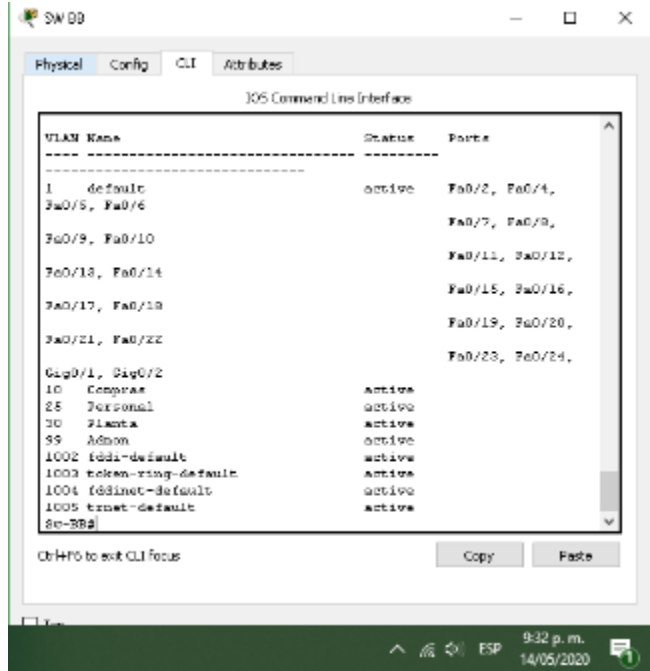 SW BB
Physical Config CLI Attributes
IOS Command Line Interface
VLAN Name Status Ports
---- -------------------------------- ---------
-------------------------------
1 default active Fa0/2, Fa0/4,
Fa0/5, Fa0/6
Fa0/7, Fa0/8,
Fa0/9, Fa0/10
Fa0/11, Fa0/12,
Fa0/13, Fa0/14
Fa0/15, Fa0/16,
Fa0/17, Fa0/18
Fa0/19, Fa0/20,
Fa0/21, Fa0/22
Fa0/23, Fa0/24,
Gig0/1, Gig0/2
10 Compras active
25 Personal active
30 Planta active
99 Admon active
1002 fddi-default active
1003 token-ring-default active
1004 fddinet-default active
1005 trnet-default active
SW-BB#
Ctrl+F6 to exit CLI focus
Copy Paste
Top
ESP 9:32 p. m.
14/05/2020
1